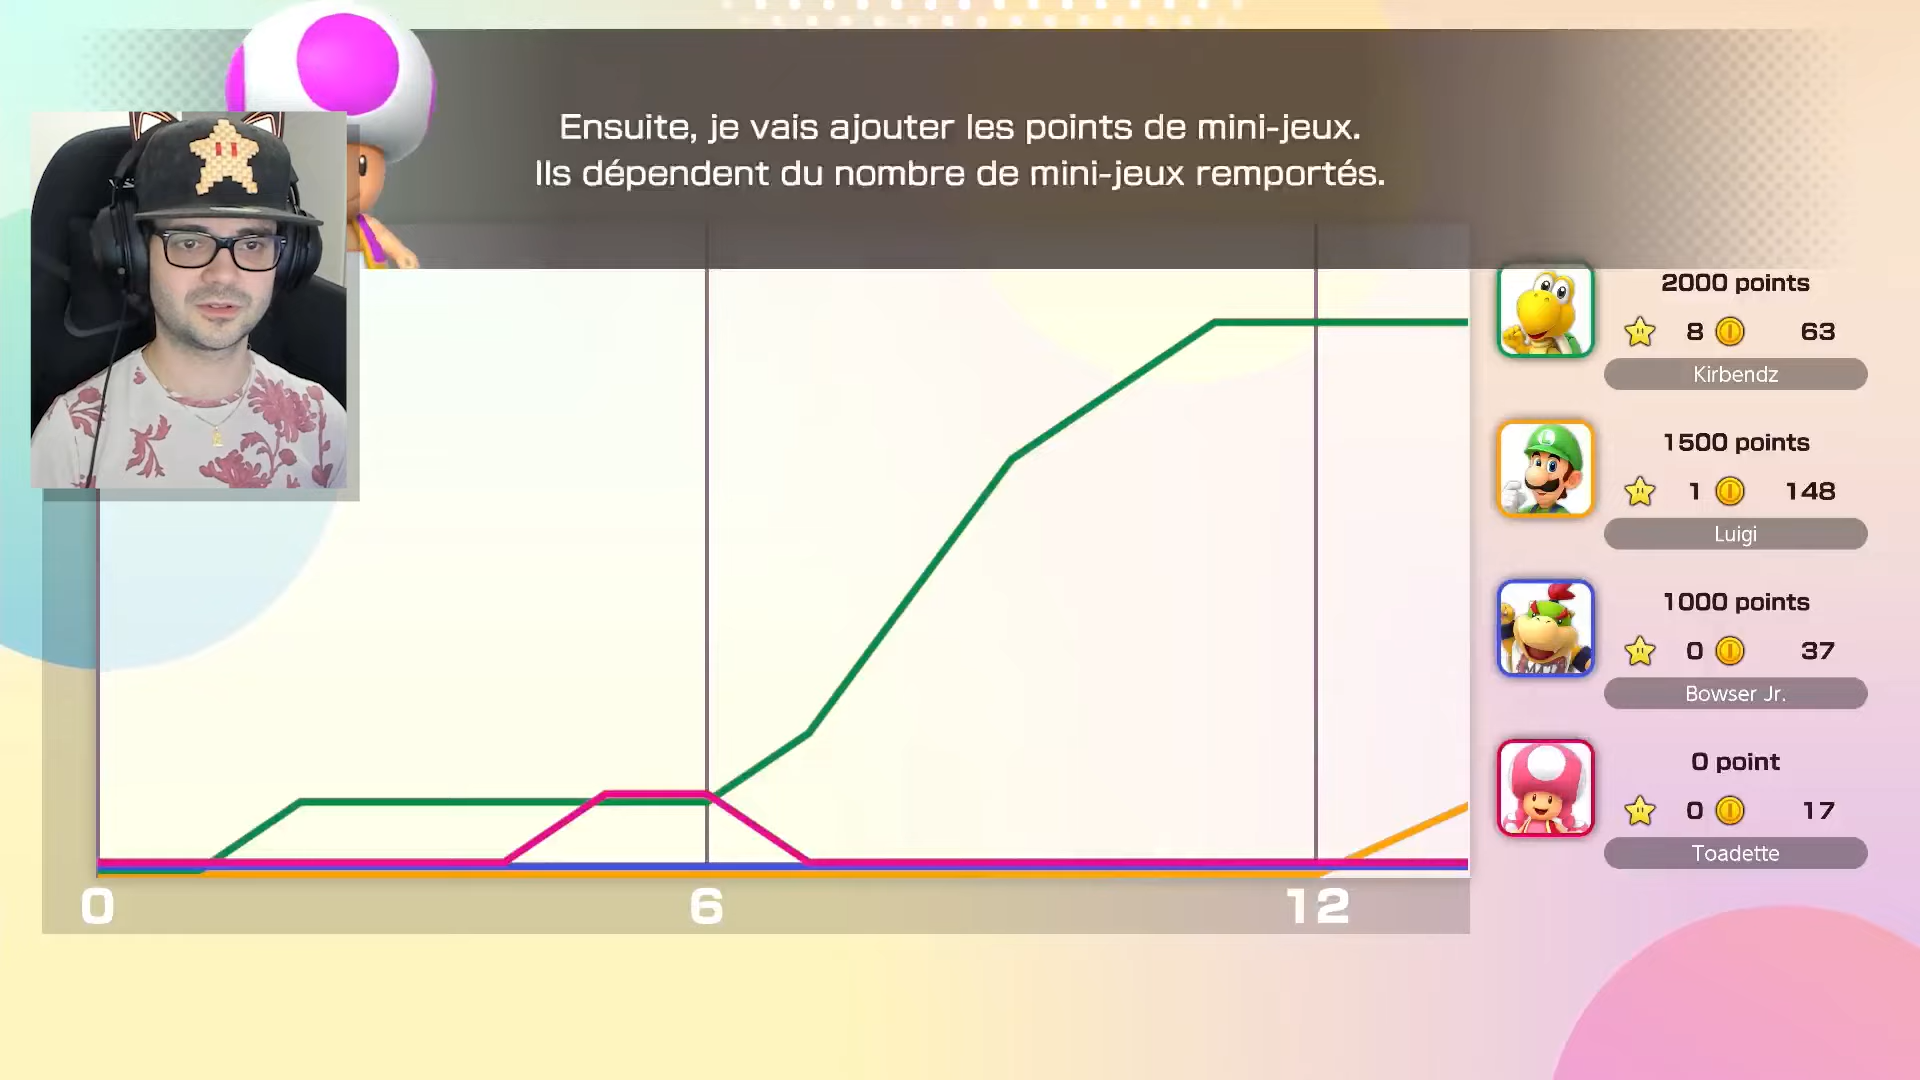 Ensuite, je vais ajouter les points de mini-jeux.
Ils dépendent du nombre de mini-jeux remportés.
2000 points
8 63
Kirbendz
1500 points
1 148
Luigi
1000 points
0 37
Bowser Jr.
0 point
0 17
Toadette
0 6 12